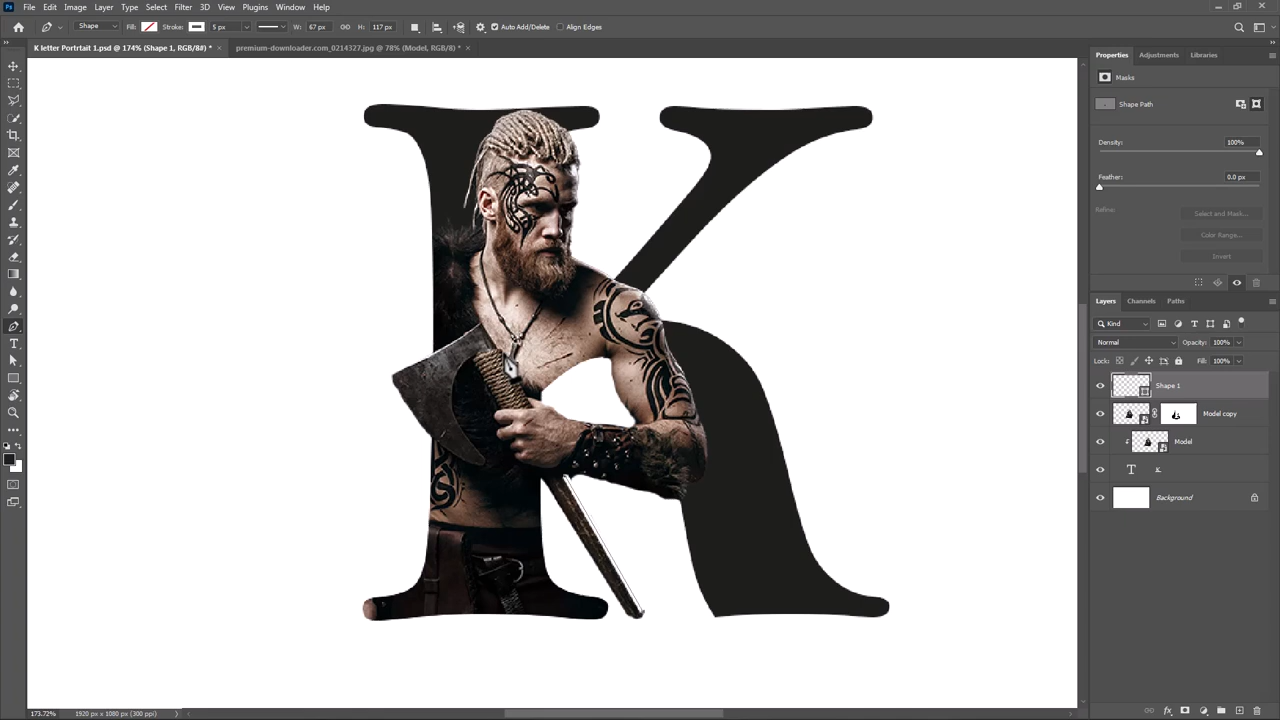 Ps File Edit Image Layer Type Select Filter 3D View Plugins Window Help
Shape Fill: Stroke: 5 px W: 67 px H: 117 px Auto Add/Delete Align Edges
K letter Portrtait 1.psd @ 174% (Shape 1, RGB/8#) * × premium-downloader.com_0214327.jpg @ 78% (Model, RGB/8) * ×
Properties Adjustments Libraries
Masks
Shape Path
Density: 100%
Feather: 0.0 px
Refine: Select and Mask...
Color Range...
Invert
K
Layers Channels Paths
Kind
Normal Opacity: 100%
Lock: Fill: 100%
Shape 1
Model copy
Model
T K
Background
173.72% 1920 px x 1080 px (300 ppi)
fx